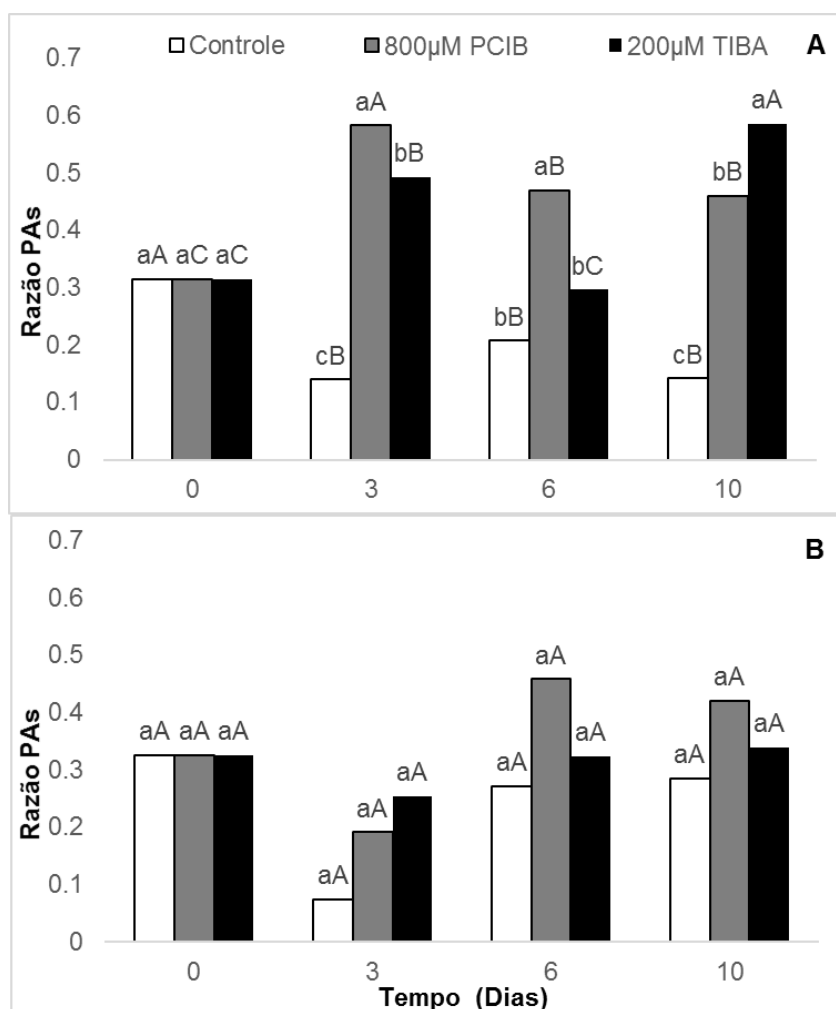 Controle 800µM PCIB 200µM TIBA A
0.7
0.6
0.5
0.4
0.3
0.2
0.1
0
Razão PAs
aA aC aC
cB aA bB
bB aB bC
cB bB aA
0 3 6 10
B
0.7
0.6
0.5
0.4
0.3
0.2
0.1
0
Razão PAs
aA aA aA
aA aA aA
aA aA aA
aA aA aA
0 3 6 10
Tempo (Dias)